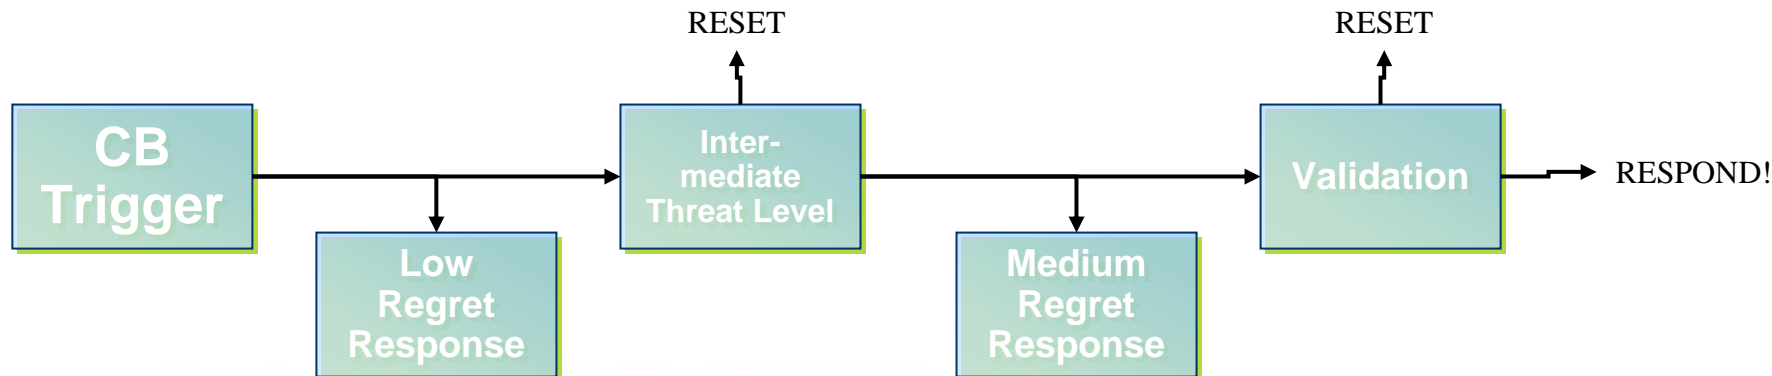 RESET
RESET
CB
Trigger
Inter-
mediate
Threat Level
Validation
RESPOND!
Low
Regret
Response
Medium
Regret
Response